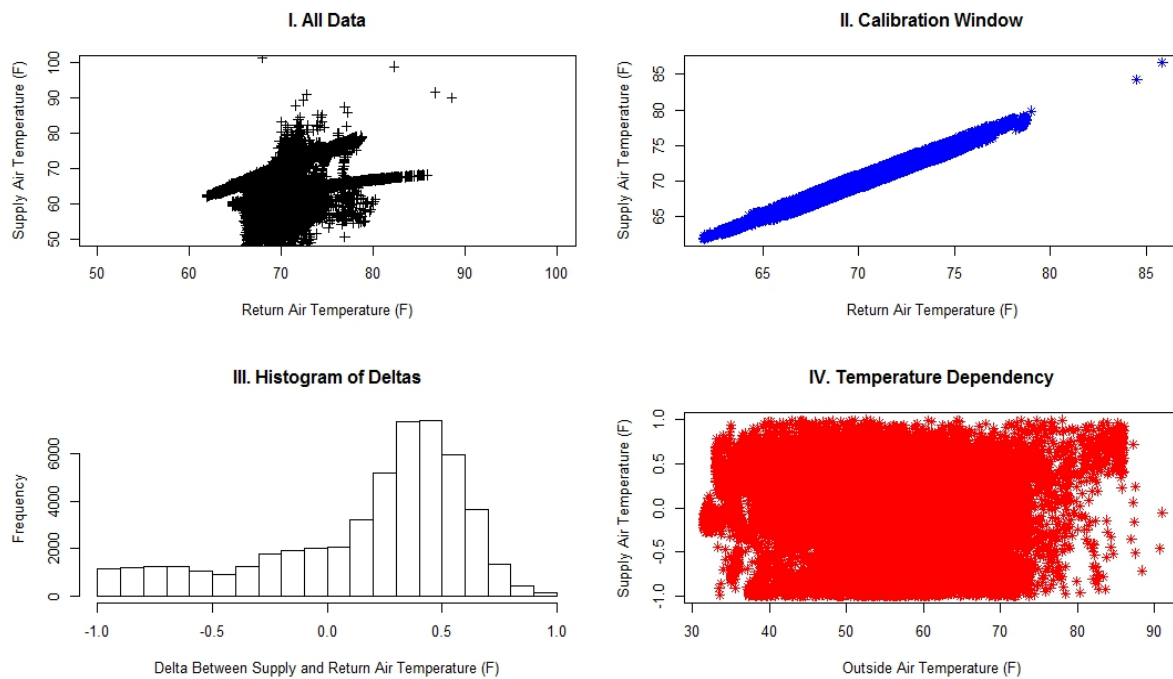 I. All Data
Supply Air Temperature (F)
50 60 70 80 90 100
50 60 70 80 90 100
Return Air Temperature (F)
II. Calibration Window
Supply Air Temperature (F)
65 70 75 80 85
65 70 75 80 85
Return Air Temperature (F)
III. Histogram of Deltas
Frequency
0 2000 4000 6000
-1.0 -0.5 0.0 0.5 1.0
Delta Between Supply and Return Air Temperature (F)
IV. Temperature Dependency
Supply Air Temperature (F)
-1.0 -0.5 0.0 0.5 1.0
30 40 50 60 70 80 90
Outside Air Temperature (F)